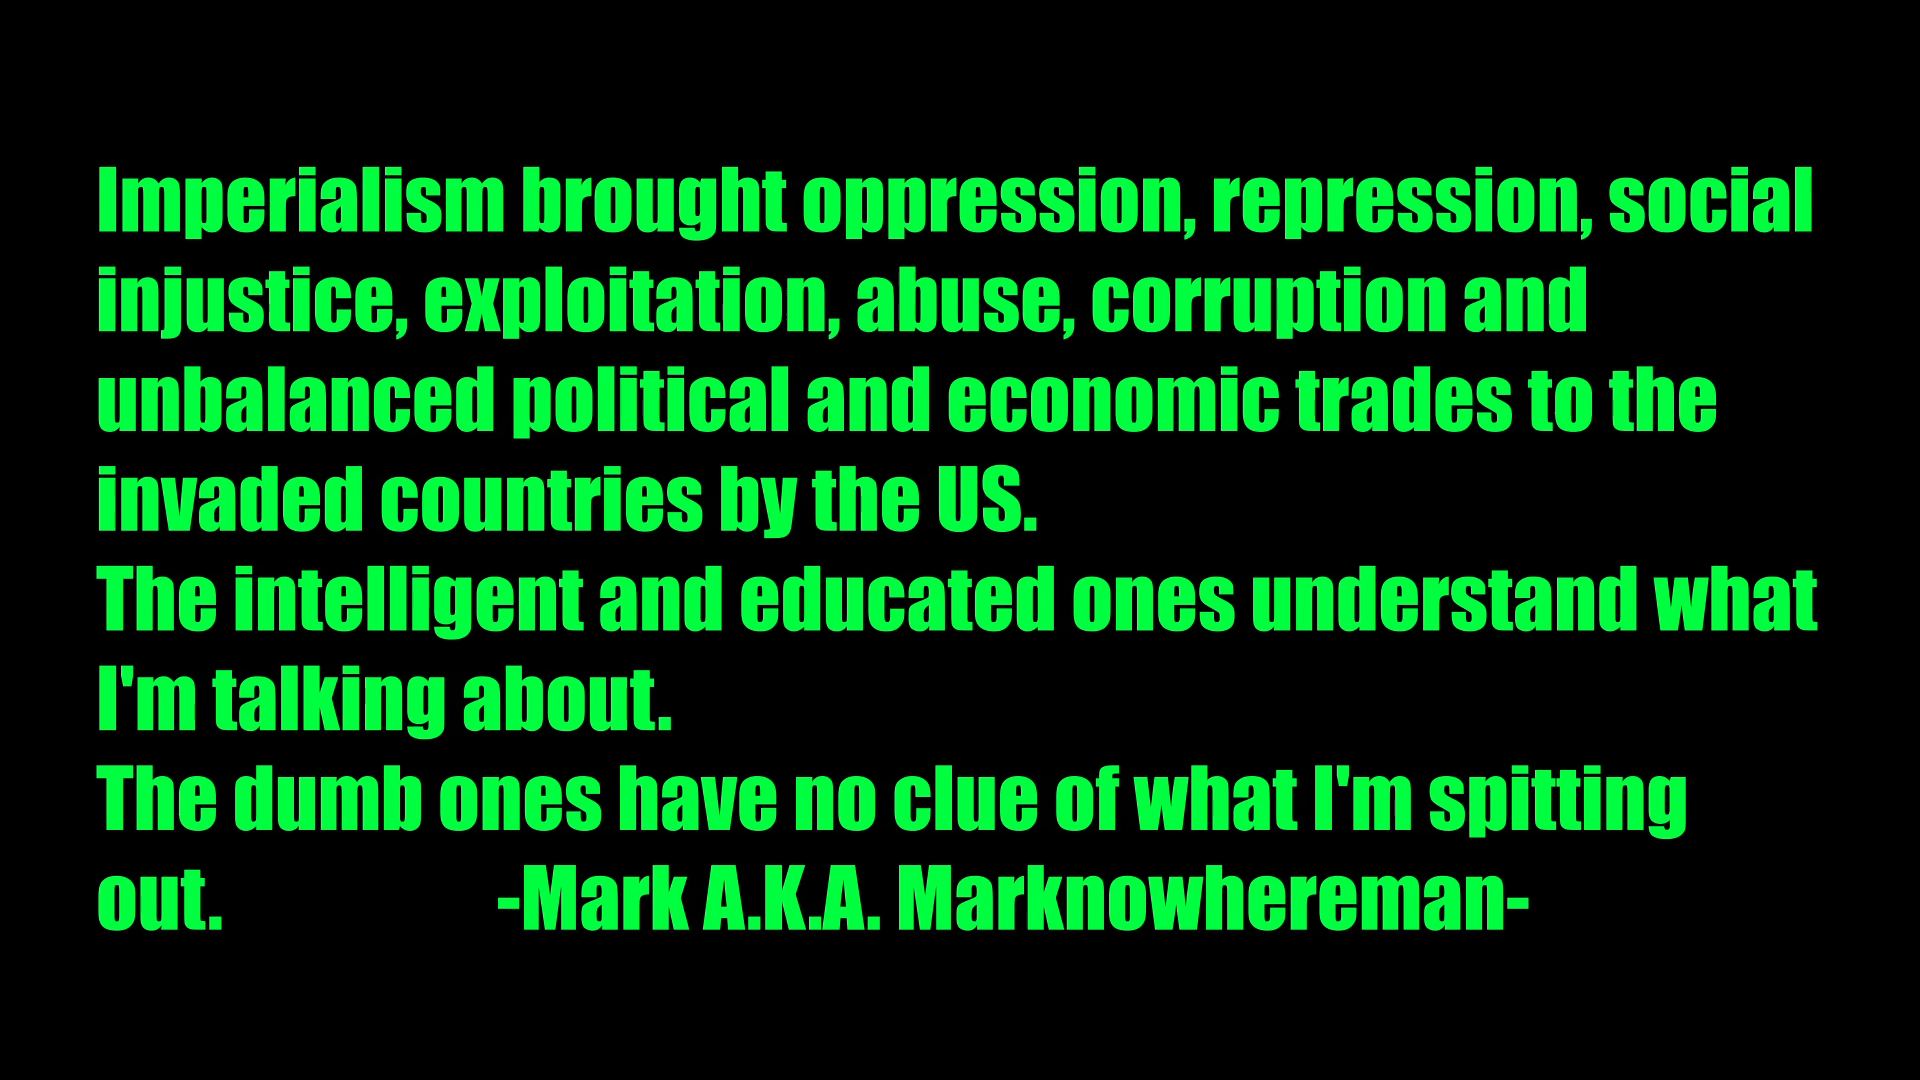 Imperialism brought oppression, repression, social
injustice, exploitation, abuse, corruption and
unbalanced political and economic trades to the
invaded countries by the US.
The intelligent and educated ones understand what
I'm talking about.
The dumb ones have no clue of what I'm spitting
out. -Mark A.K.A. Marknowhereman-